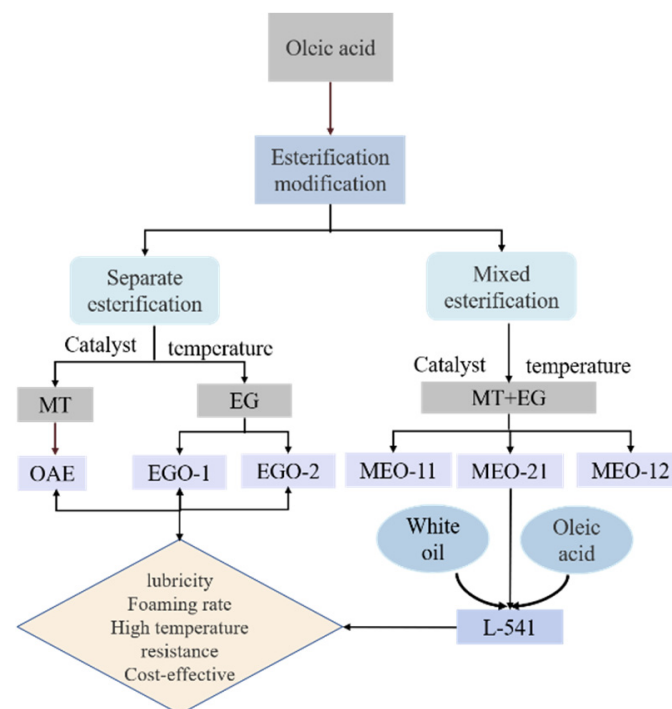 Oleic acid
Esterification
modification
Separate
esterification
Mixed
esterification
Catalyst temperature
Catalyst temperature
MT
EG
MT+EG
OAE
EGO-1
EGO-2
MEO-11
MEO-21
MEO-12
White
oil
Oleic
acid
lubricity
Foaming rate
High temperature
resistance
Cost-effective
L-541